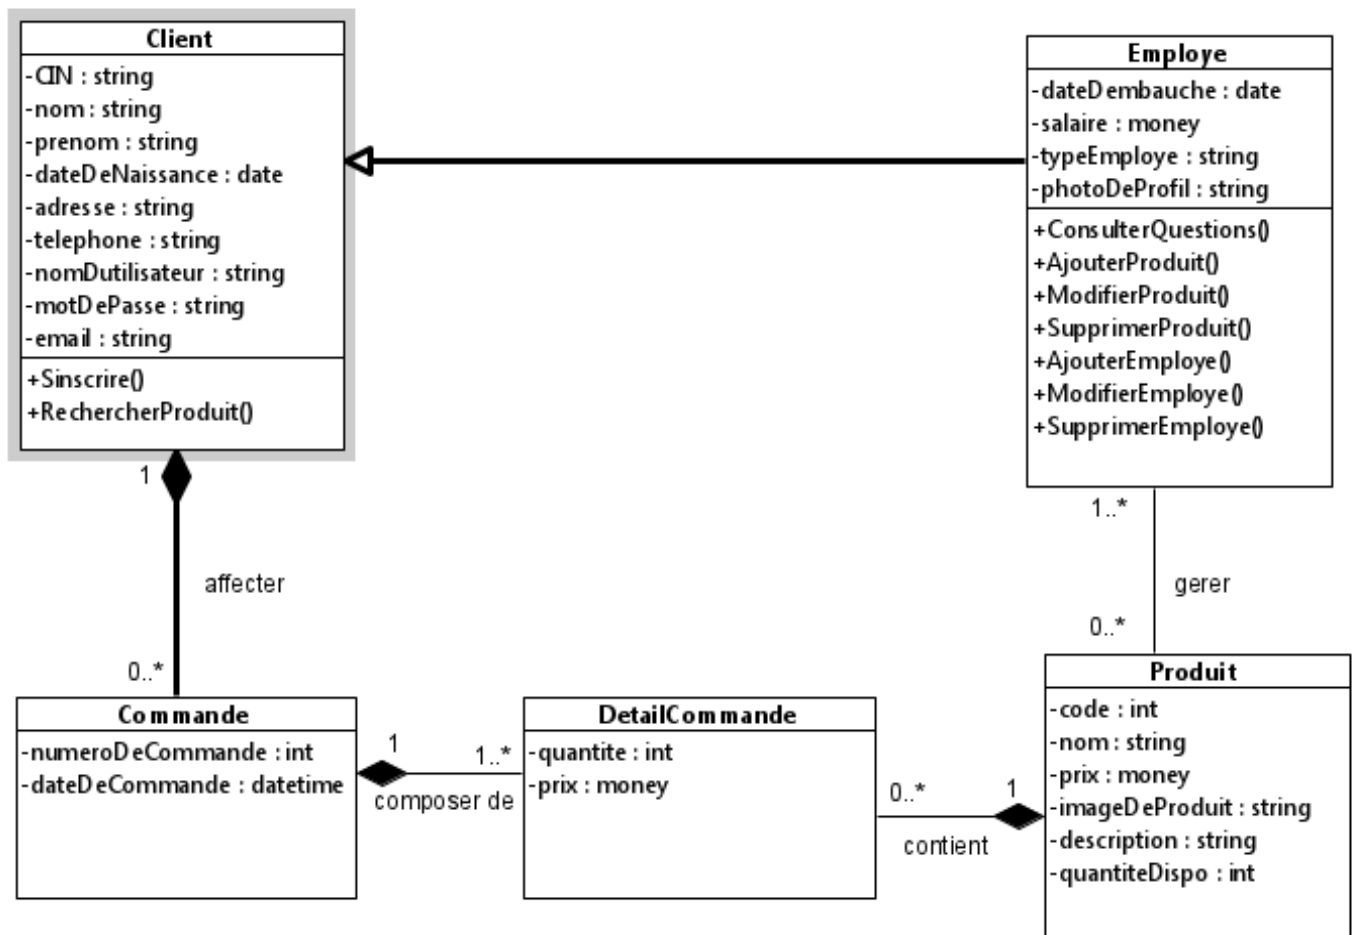 Client
-CIN : string
-nom : string
-prenom : string
-dateDeNaissance : date
-adresse : string
-telephone : string
-nomDutilisateur : string
-motDePasse : string
-email : string
+Sinscrire()
+RechercherProduit()
Employe
-dateDembauche : date
-salaire : money
-typeEmploye : string
-photoDeProfil : string
+ConsulterQuestions()
+AjouterProduit()
+ModifierProduit()
+SupprimerProduit()
+AjouterEmploye()
+ModifierEmploye()
+SupprimerEmploye()
1
affecter
0..*
1..*
gerer
0..*
Commande
-numeroDeCommande : int
-dateDeCommande : datetime
1
1..*
composer de
DetailCommande
-quantite : int
-prix : money
0..*
1
contient
Produit
-code : int
-nom : string
-prix : money
-imageDeProduit : string
-description : string
-quantiteDispo : int